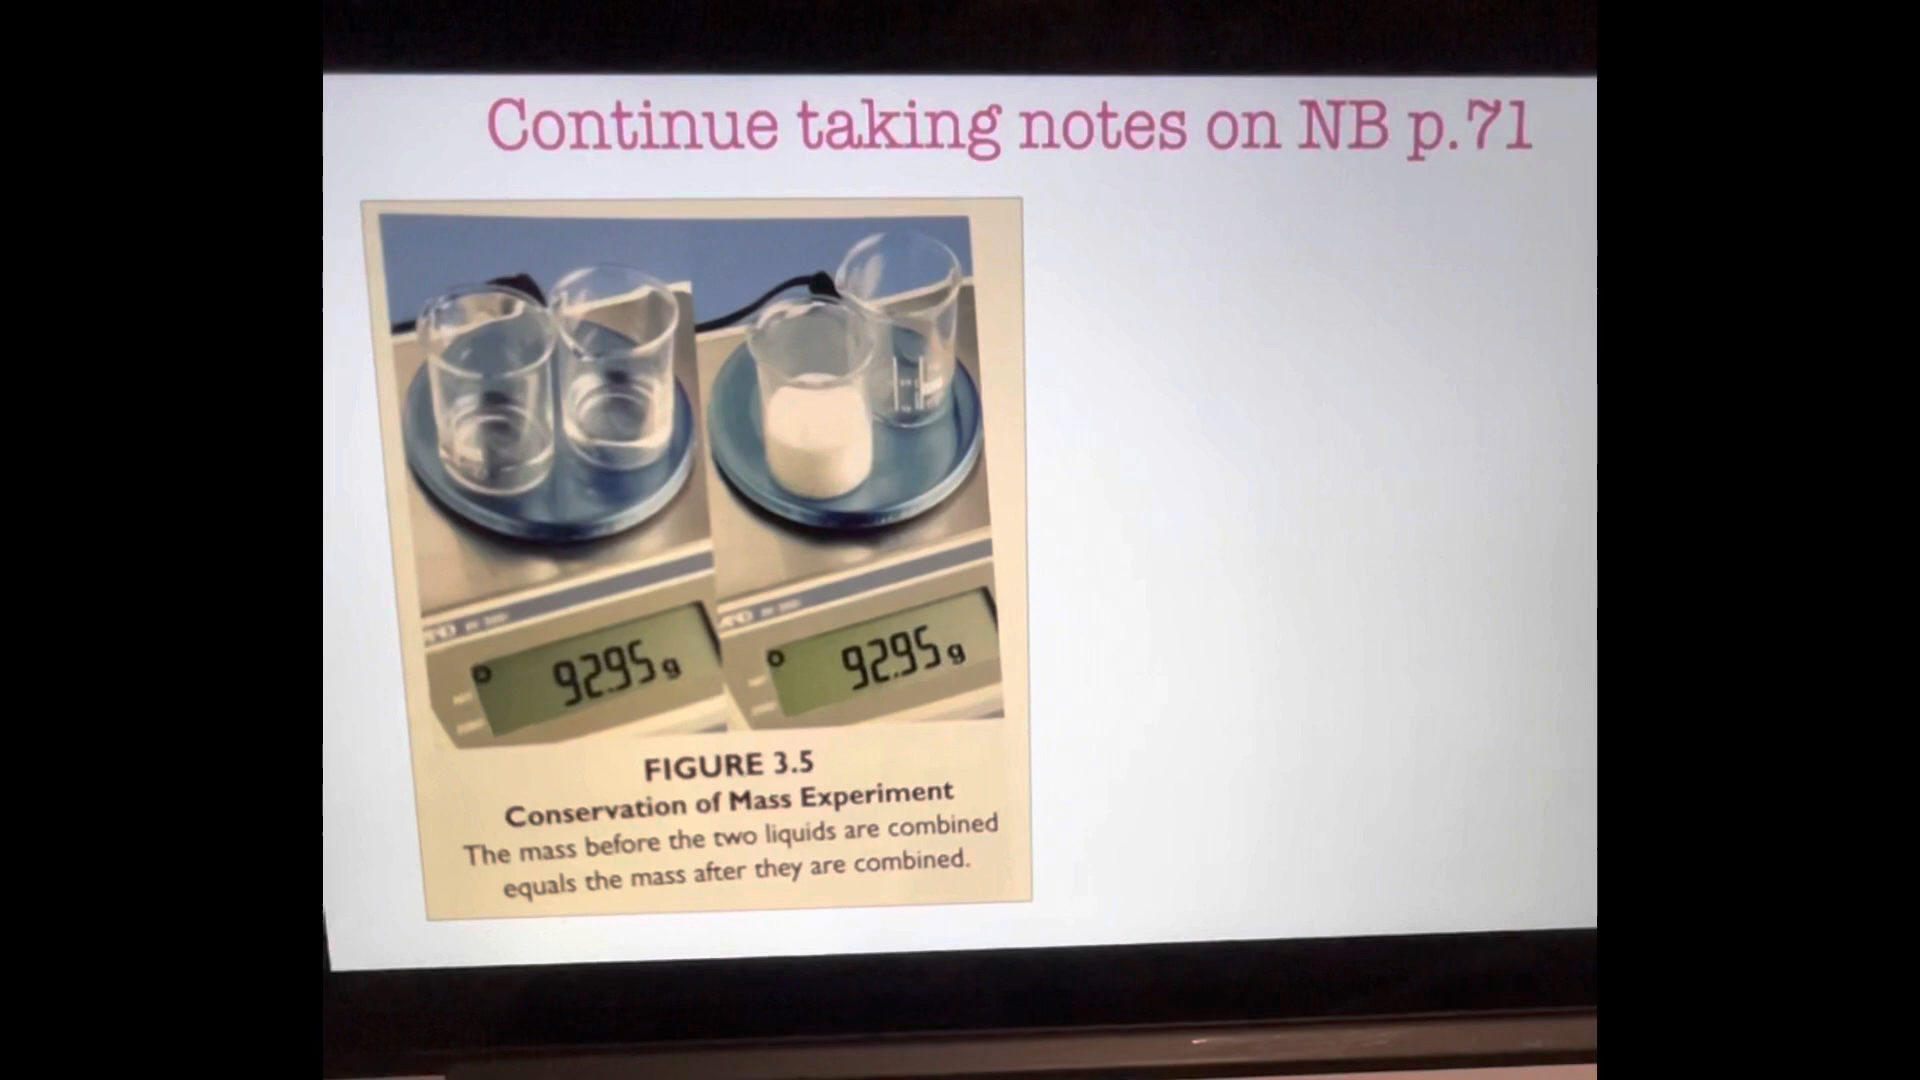 Continue taking notes on NB p.71
92.95 g
92.95 g
FIGURE 3.5
Conservation of Mass Experiment
The mass before the two liquids are combined
equals the mass after they are combined.